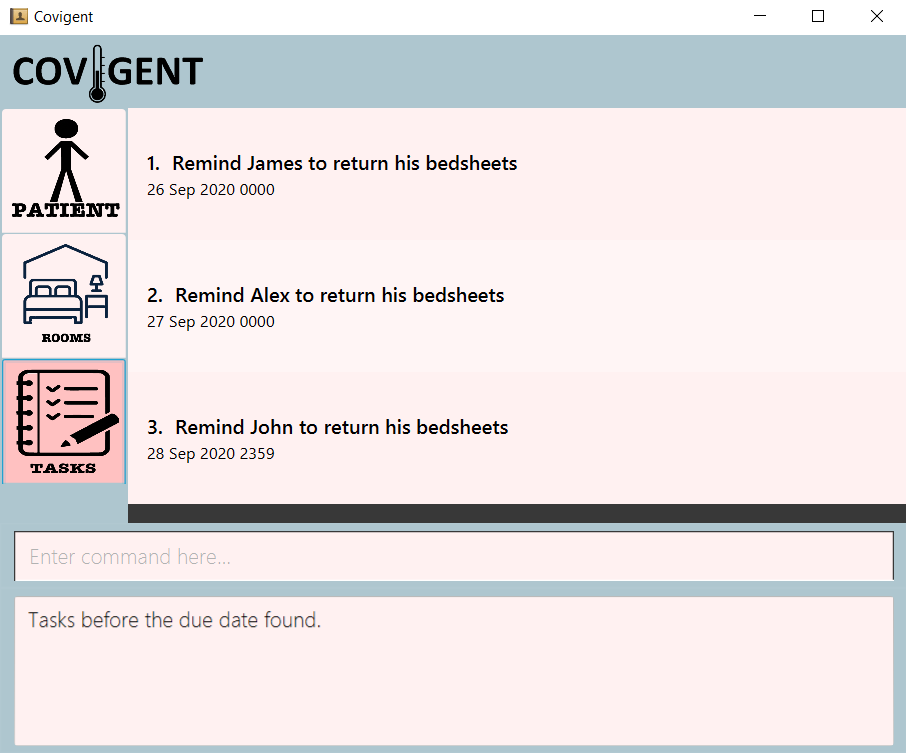 Covigent
COVIGENT
PATIENT
1. Remind James to return his bedsheets
26 Sep 2020 0000
ROOMS
2. Remind Alex to return his bedsheets
27 Sep 2020 0000
TASKS
3. Remind John to return his bedsheets
28 Sep 2020 2359
Enter command here...
Tasks before the due date found.